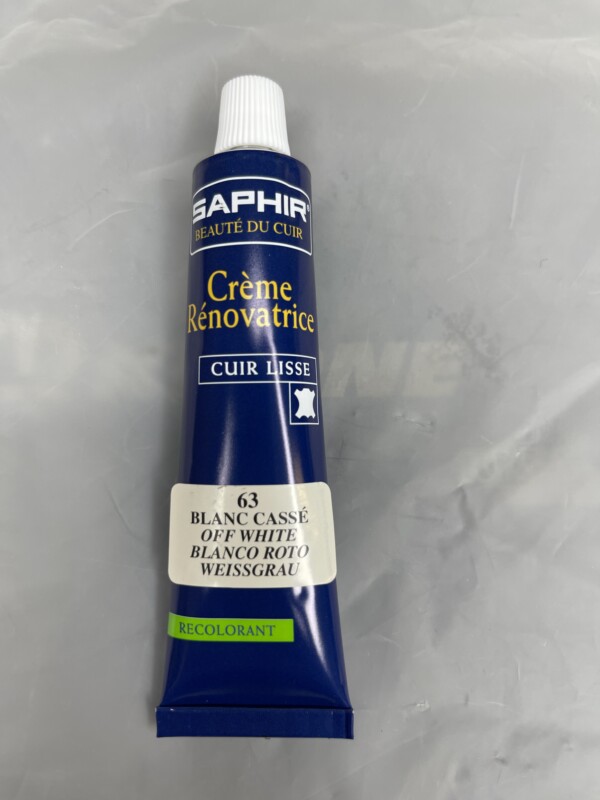 SAPHIR
BEAUTÉ DU CUIR
Crème
Rénovatrice
CUIR LISSE
63
BLANC CASSÉ
OFF WHITE
BLANCO ROTO
WEISSGRAU
RECOLORANT